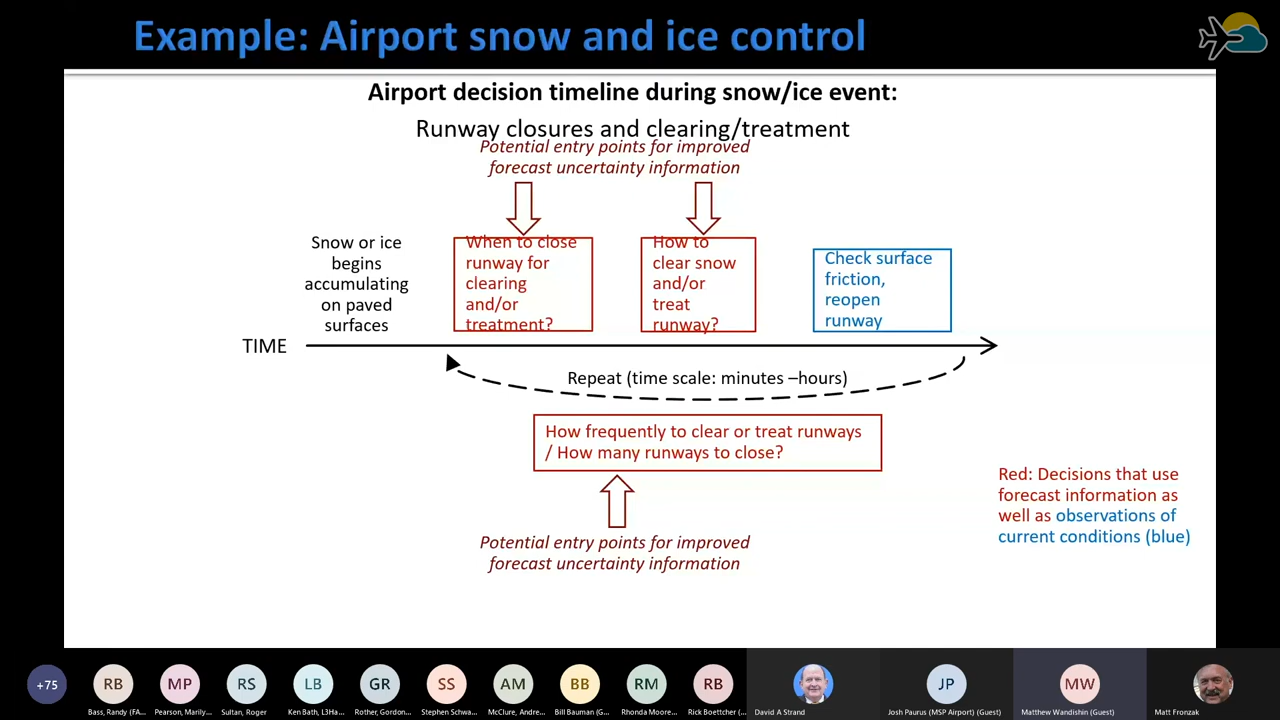 Example: Airport snow and ice control
Airport decision timeline during snow/ice event:
Runway closures and clearing/treatment
Potential entry points for improved
forecast uncertainty information
Snow or ice
begins
accumulating
on paved
surfaces
When to close
runway for
clearing
and/or
treatment?
How to
clear snow
and/or
treat
runway?
Check surface
friction,
reopen
runway
TIME
Repeat (time scale: minutes –hours)
How frequently to clear or treat runways
/ How many runways to close?
Red: Decisions that use
forecast information as
well as observations of
current conditions (blue)
Potential entry points for improved
forecast uncertainty information
+75
RB
MP
RS
LB
GR
SS
AM
BB
RM
RB
JP
MW
Bass, Randy (FA...
Pearson, Marily...
Sultan, Roger
Ken Bath, L3Ha...
Rother, Gordon...
Stephen Schwa...
McClure, Andre...
Bill Bauman (G...
Rhonda Moore...
Rick Boettcher (...
David A Strand
Josh Paurus (MSP Airport) (Guest)
Matthew Wandishin (Guest)
Matt Fronzak